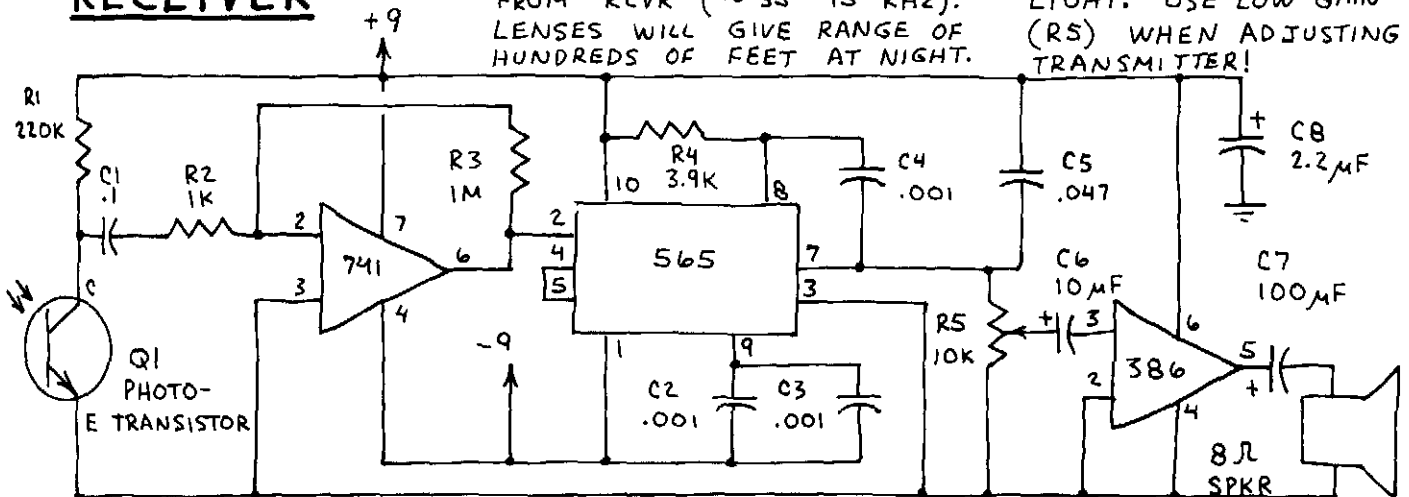 RECEIVER
FROM RCVR (≈ 35-45 KHZ).
LENSES WILL GIVE RANGE OF
HUNDREDS OF FEET AT NIGHT.
LIGHT. USE LOW GAIN
(R5) WHEN ADJUSTING
TRANSMITTER!
+9
R1
220K
C1
.1
R2
1K
R3
1M
R4
3.9K
C4
.001
C5
.047
+
C8
2.2µF
2
3
7
741
6
4
10
8
2
4
5
565
7
3
1
9
C
Q1
PHOTO-
E TRANSISTOR
-9
C2
.001
C3
.001
R5
10K
C6
10µF
+
3
2
386
6
5
4
C7
100µF
+
8Ω
SPKR